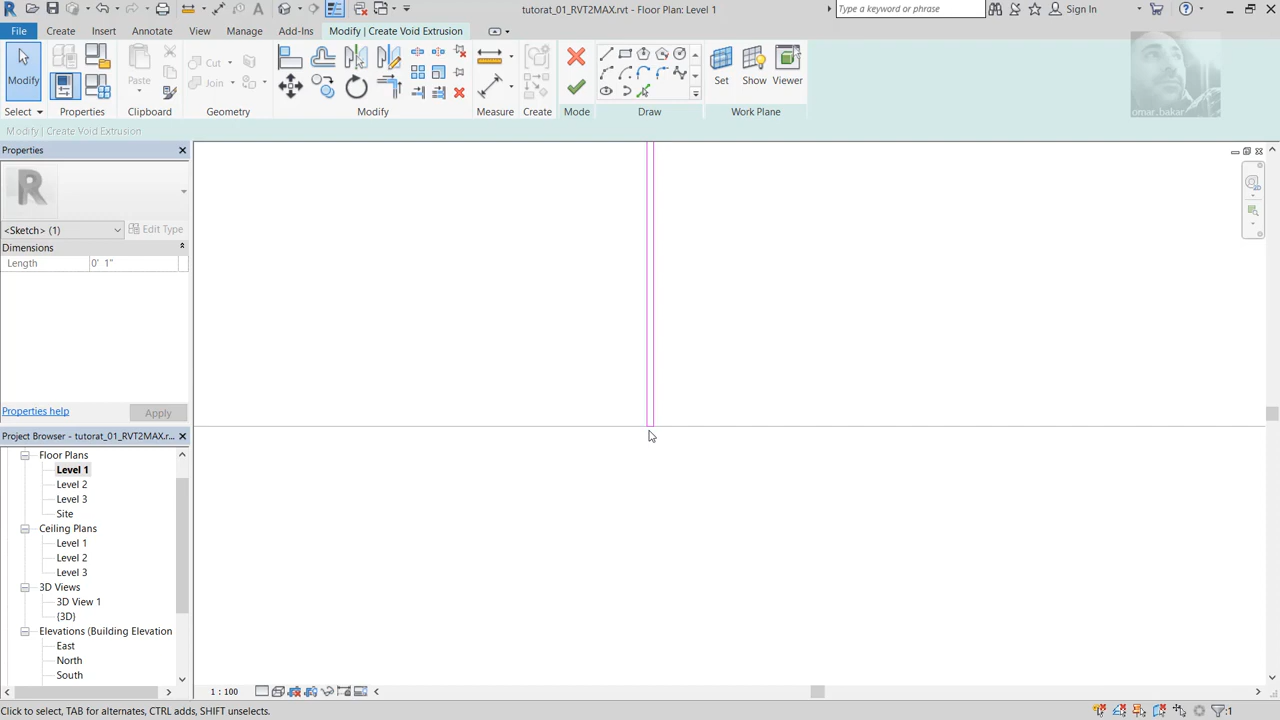 tutorat_01_RVT2MAX.rvt - Floor Plan: Level 1
Type a keyword or phrase
Sign In
File
Create
Insert
Annotate
View
Manage
Add-Ins
Modify | Create Void Extrusion
Modify
Paste
Cut
Join
Set
Show
Viewer
omar_bakar
Select
Properties
Clipboard
Geometry
Modify
Measure
Create
Mode
Draw
Work Plane
Modify | Create Void Extrusion
Properties
R
<Sketch> (1)
Edit Type
Dimensions
Length
0' 1"
Properties help
Apply
Project Browser - tutorat_01_RVT2MAX.r...
Floor Plans
Level 1
Level 2
Level 3
Site
Ceiling Plans
Level 1
Level 2
Level 3
3D Views
3D View 1
{3D}
Elevations (Building Elevation
East
North
South
1 : 100
Click to select, TAB for alternates, CTRL adds, SHIFT unselects.
:1